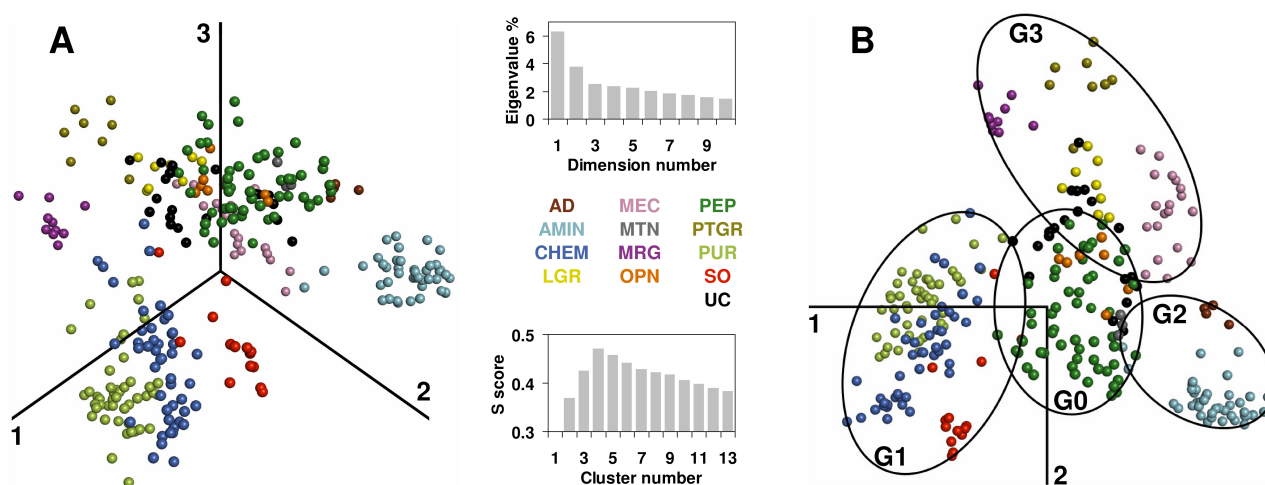 A
3
1
2
Eigenvalue %
6
4
2
0
1 3 5 7 9
Dimension number
AD MEC PEP
AMIN MTN PTGR
CHEM MRG PUR
LGR OPN SO
UC
S score
0.5
0.4
0.3
1 3 5 7 9 11 13
Cluster number
B
G3
1
G2
G0
G1
2